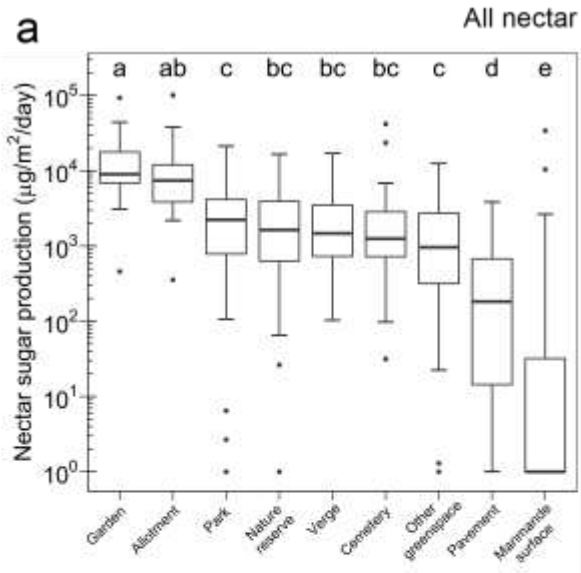 a
All nectar
a ab c bc bc bc c d e
Nectar sugar production (µg/m²/day)
10⁵
10⁴
10³
10²
10¹
10⁰
Garden
Allotment
Park
Nature
reserve
Verge
Cemetery
Other
greenspace
Pavement
Manmande
surface